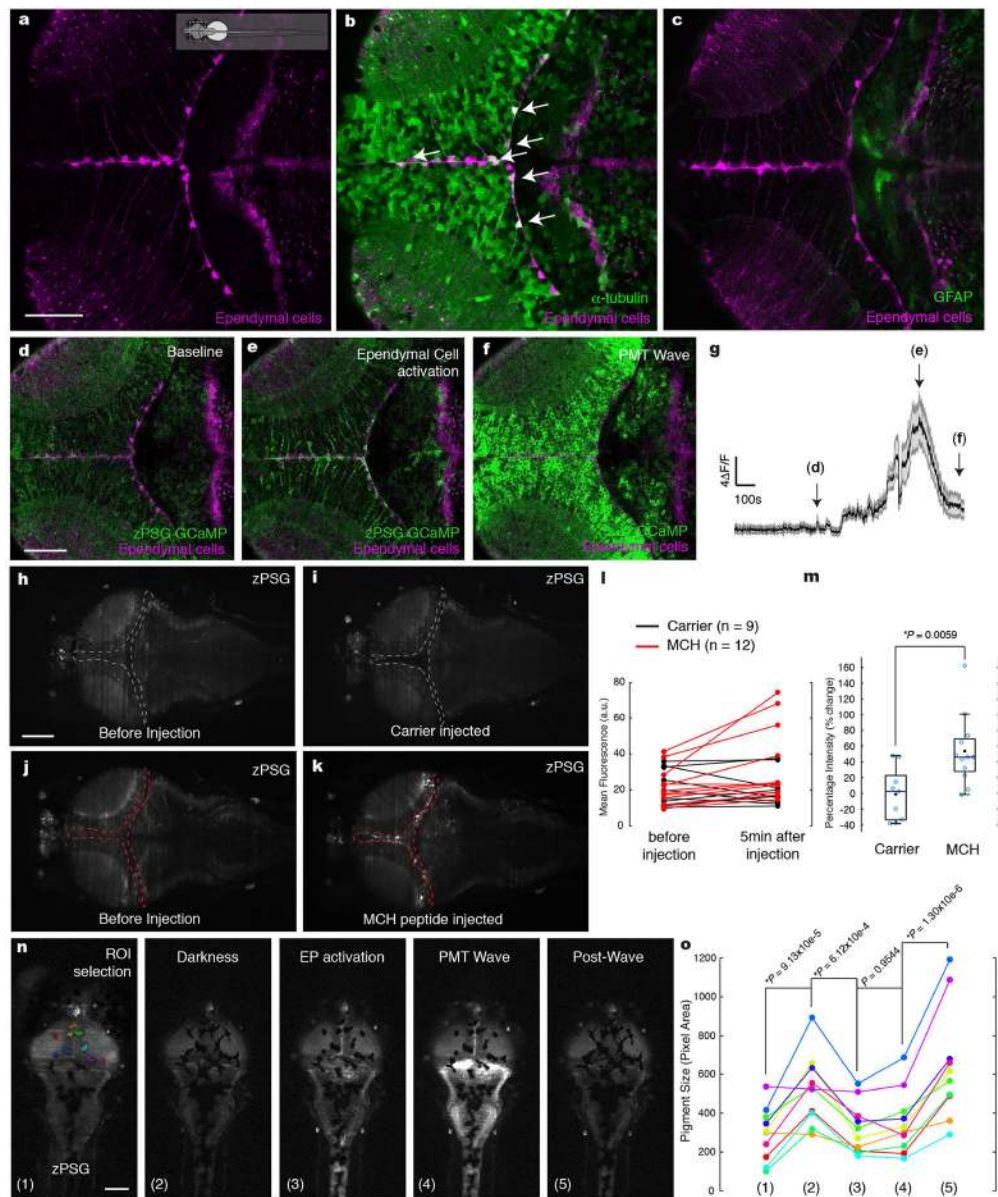 a
Ependymal cells
b
α-tubulin
Ependymal cells
c
GFAP
Ependymal cells
d
Baseline
zPSG GCaMP
Ependymal cells
e
Ependymal Cell
activation
zPSG GCaMP
Ependymal cells
f
PMT Wave
GCaMP
Ependymal cells
g
(e)
(d)
(f)
4ΔF/F
100s
h
zPSG
Before Injection
i
zPSG
Carrier injected
j
zPSG
Before Injection
k
zPSG
MCH peptide injected
l
Carrier (n = 9)
MCH (n = 12)
Mean Fluorescence (a.u.)
80
60
40
20
0
before
injection
5min after
injection
m
*P = 0.0059
Percentage Intensity (% change)
160
140
120
100
80
60
40
20
0
-20
-40
Carrier
MCH
n
ROI
selection
zPSG
(1)
Darkness
(2)
EP activation
(3)
PMT Wave
(4)
Post-Wave
(5)
o
*P = 9.13x10e-5
*P = 6.12x10e-4
P = 0.9544
*P = 1.30x10e-6
Pigment Size (Pixel Area)
1200
1000
800
600
400
200
0
(1)
(2)
(3)
(4)
(5)